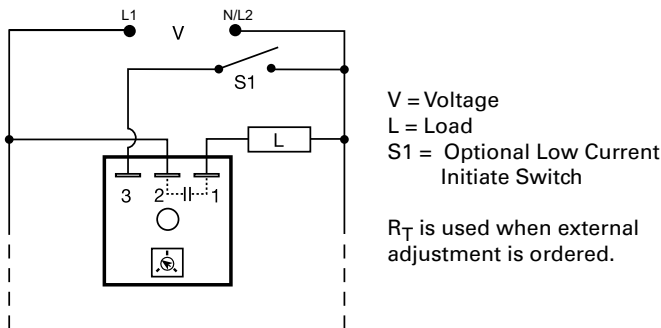 L1 V N/L2
S1
L
3 2 1
V = Voltage
L = Load
S1 = Optional Low Current
Initiate Switch
RT is used when external
adjustment is ordered.